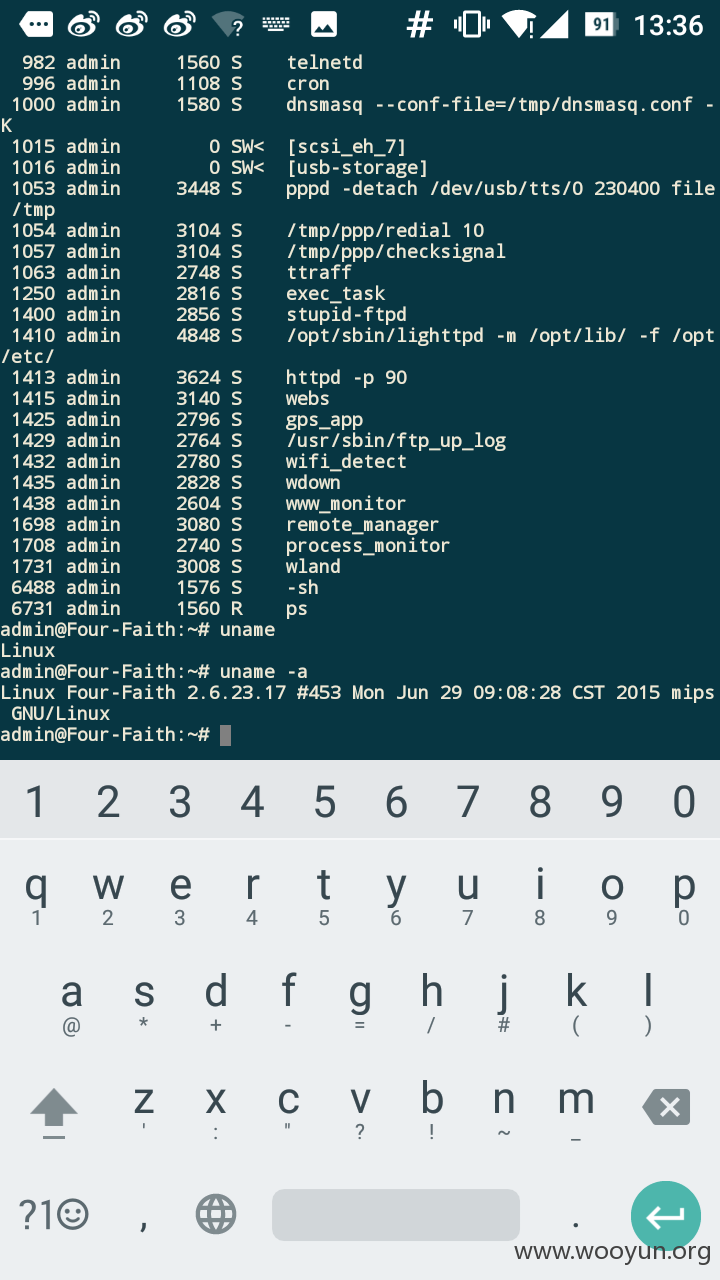 # 91 13:36
982 admin 1560 S telnetd
996 admin 1108 S cron
1000 admin 1580 S dnsmasq --conf-file=/tmp/dnsmasq.conf -
K
1015 admin 0 SW< [scsi_eh_7]
1016 admin 0 SW< [usb-storage]
1053 admin 3448 S pppd -detach /dev/usb/tts/0 230400 file
/tmp
1054 admin 3104 S /tmp/ppp/redial 10
1057 admin 3104 S /tmp/ppp/checksignal
1063 admin 2748 S ttraff
1250 admin 2816 S exec_task
1400 admin 2856 S stupid-ftpd
1410 admin 4848 S /opt/sbin/lighttpd -m /opt/lib/ -f /opt
/etc/
1413 admin 3624 S httpd -p 90
1415 admin 3140 S webs
1425 admin 2796 S gps_app
1429 admin 2764 S /usr/sbin/ftp_up_log
1432 admin 2780 S wifi_detect
1435 admin 2828 S wdown
1438 admin 2604 S www_monitor
1698 admin 3080 S remote_manager
1708 admin 2740 S process_monitor
1731 admin 3008 S wland
6488 admin 1576 S -sh
6731 admin 1560 R ps
admin@Four-Faith:~# uname
Linux
admin@Four-Faith:~# uname -a
Linux Four-Faith 2.6.23.17 #453 Mon Jun 29 09:08:28 CST 2015 mips
GNU/Linux
admin@Four-Faith:~#
1 2 3 4 5 6 7 8 9 0
q w e r t y u i o p
1 2 3 4 5 6 7 8 9 0
a s d f g h j k l
@ * + - = / # ( )
z x c v b n m
' : " ? ! ~ _
?1☺ , .
www.wooyun.org